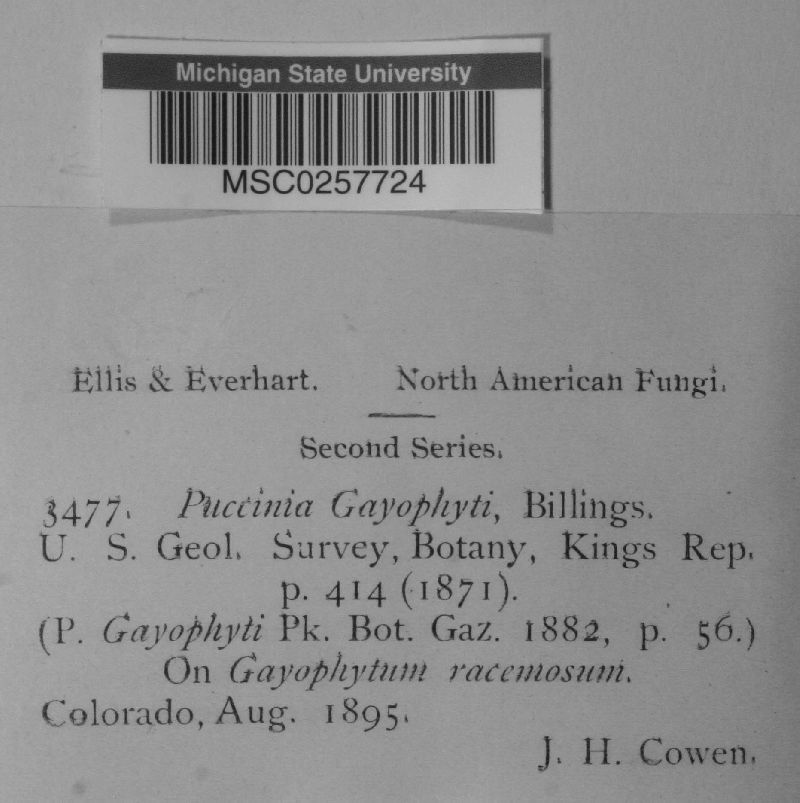 Michigan State University
MSC0257724
Ellis & Everhart. North American Fungi.
Second Series.
3477. Puccinia Gayophyti, Billings.
U. S. Geol. Survey, Botany, Kings Rep.
p. 414 (1871).
(P. Gayophyti Pk. Bot. Gaz. 1882, p. 56.)
On Gayophytum racemosum.
Colorado, Aug. 1895.
J. H. Cowen.